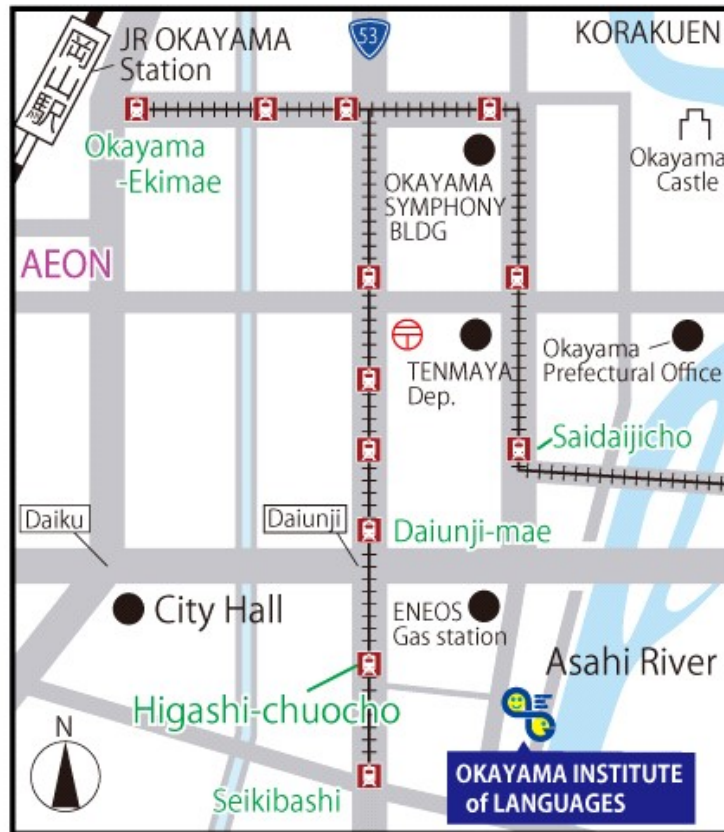 53
JR OKAYAMA
Station
KORAKUEN
岡山駅
Okayama
-Ekimae
OKAYAMA
SYMPHONY
BLDG
Okayama
Castle
AEON
TENMAYA
Dep.
Okayama
Prefectural Office
Saidaijicho
Daiku
Daiunji
Daiunji-mae
City Hall
ENEOS
Gas station
Asahi River
Higashi-chuocho
N
Seikibashi
OKAYAMA INSTITUTE
of LANGUAGES